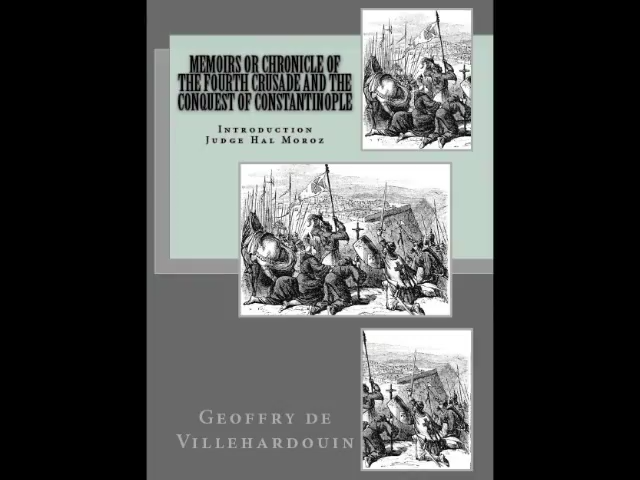 MEMOIRS OR CHRONICLE OF
THE FOURTH CRUSADE AND THE
CONQUEST OF CONSTANTINOPLE
INTRODUCTION
JUDGE HAL MOROZ
GEOFFRY DE
VILLEHARDOUIN